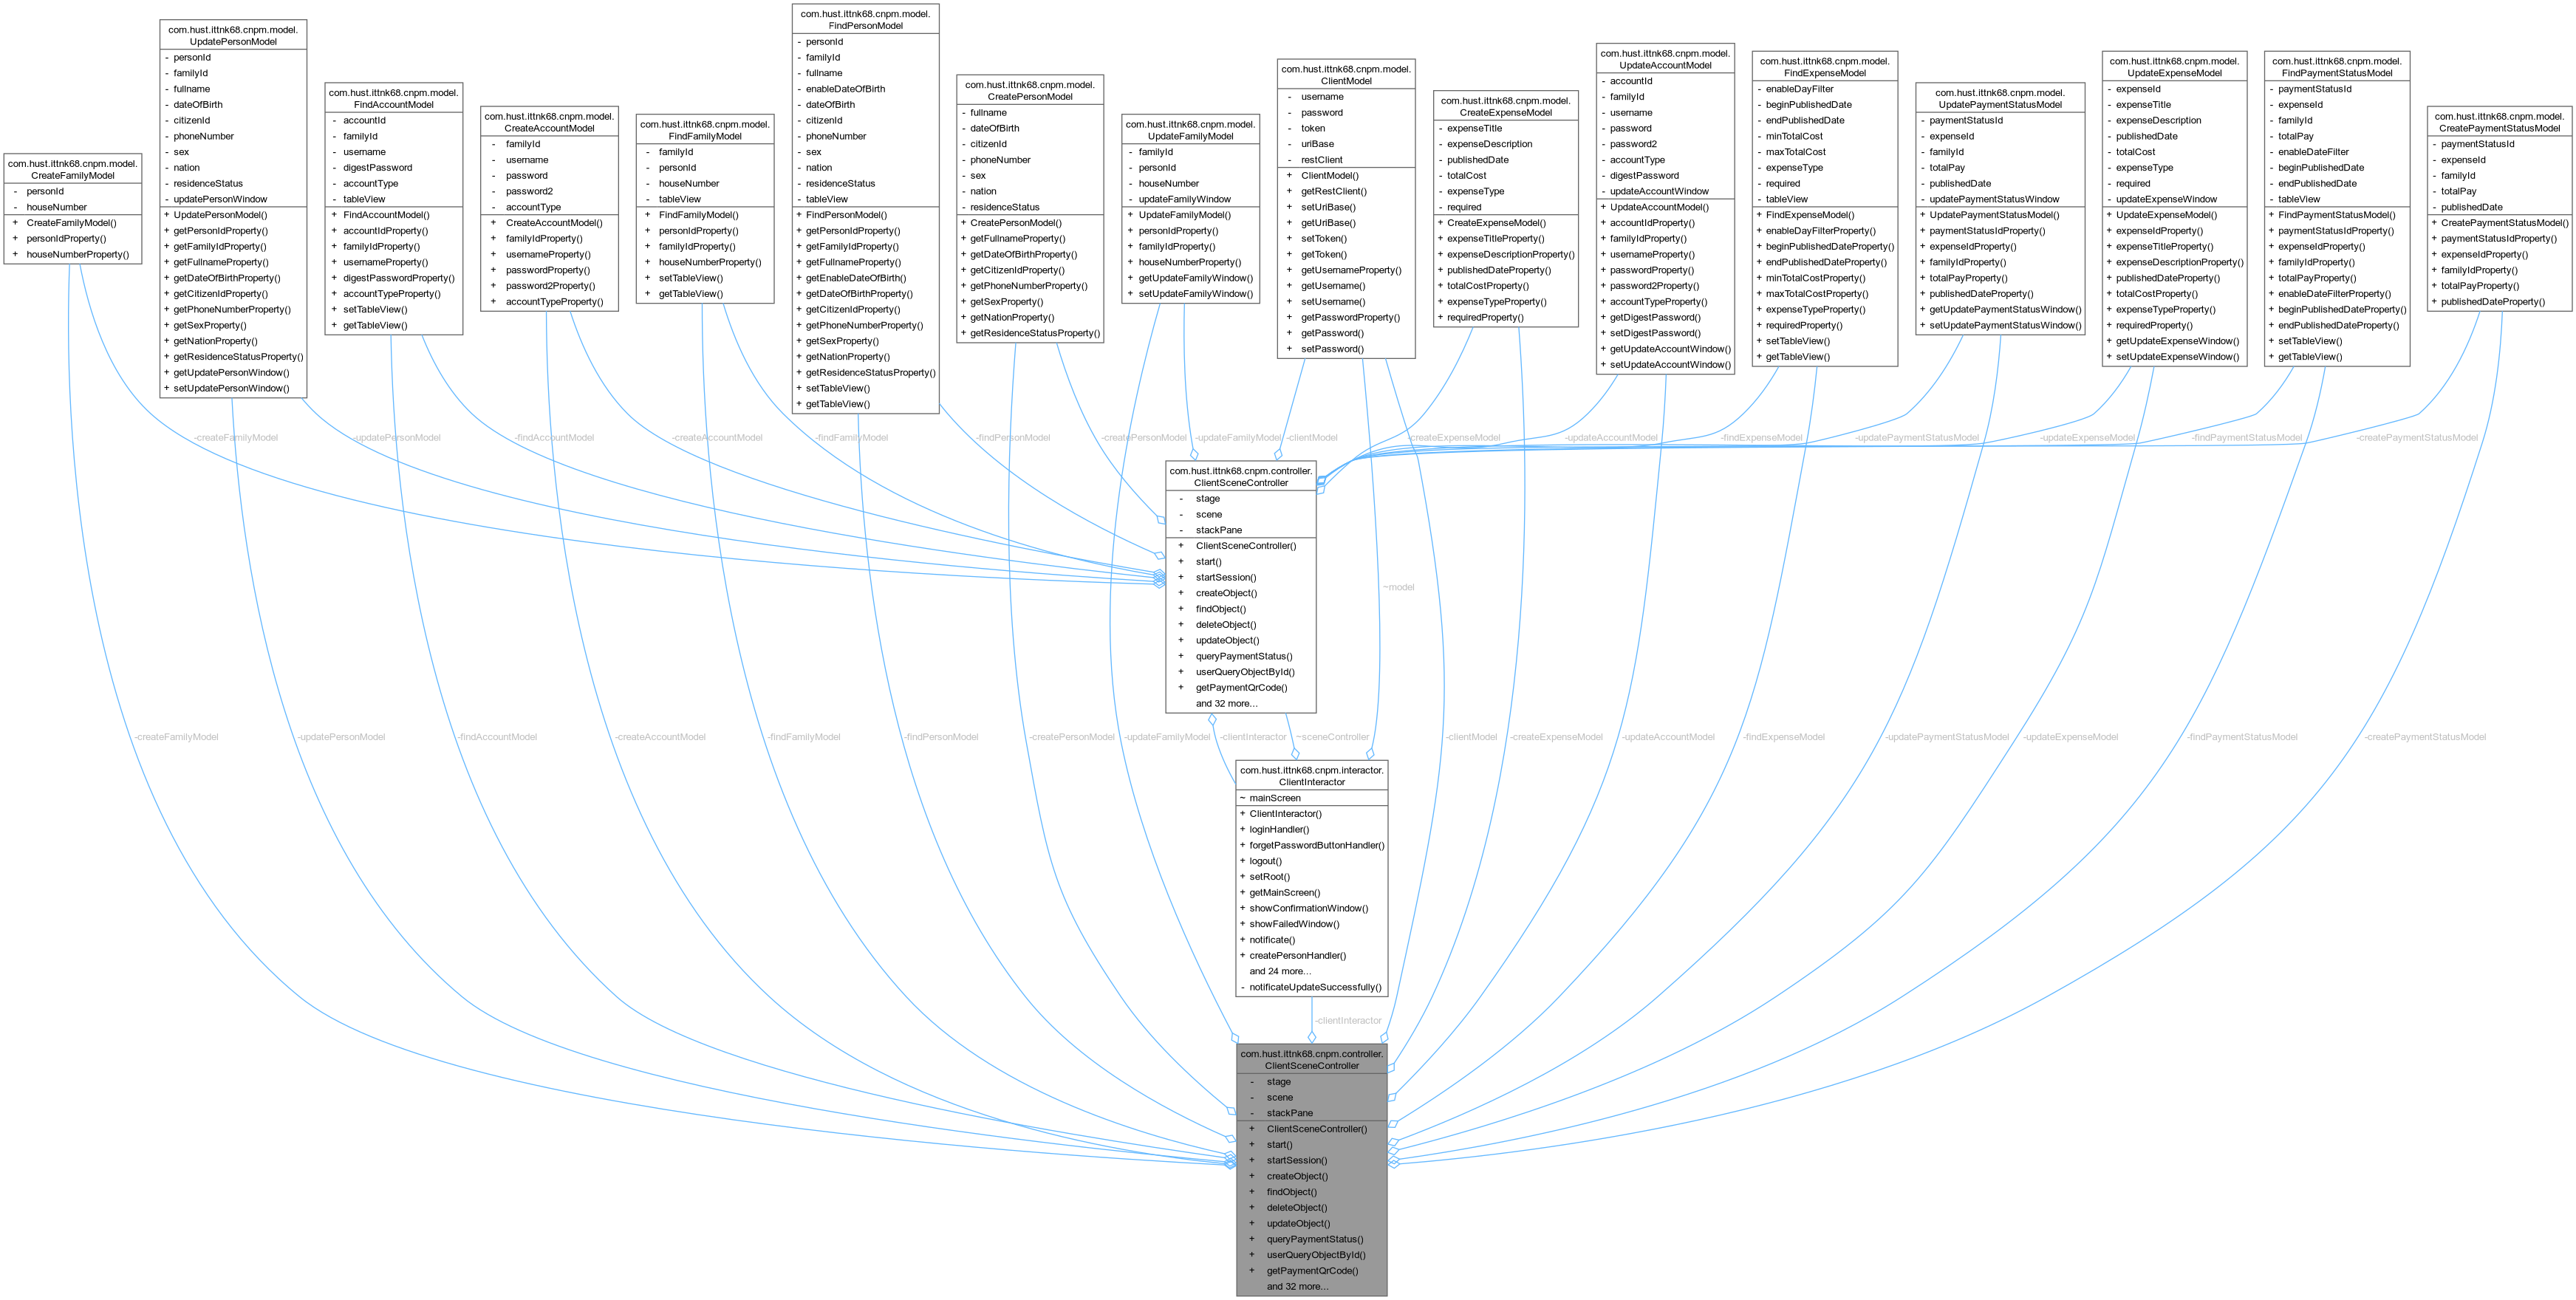 com.hust.ittnk68.cnpm.model.
CreateFamilyModel
- personId
- houseNumber
+ CreateFamilyModel()
+ personIdProperty()
+ houseNumberProperty()
com.hust.ittnk68.cnpm.model.
UpdatePersonModel
- personId
- familyId
- fullname
- dateOfBirth
- citizenId
- phoneNumber
- sex
- nation
- residenceStatus
- updatePersonWindow
+ UpdatePersonModel()
+ getPersonIdProperty()
+ getFamilyIdProperty()
+ getFullnameProperty()
+ getDateOfBirthProperty()
+ getCitizenIdProperty()
+ getPhoneNumberProperty()
+ getSexProperty()
+ getNationProperty()
+ getResidenceStatusProperty()
+ getUpdatePersonWindow()
+ setUpdatePersonWindow()
com.hust.ittnk68.cnpm.model.
FindAccountModel
- accountId
- familyId
- username
- digestPassword
- accountType
- tableView
+ FindAccountModel()
+ accountIdProperty()
+ familyIdProperty()
+ usernameProperty()
+ digestPasswordProperty()
+ accountTypeProperty()
+ setTableView()
+ getTableView()
com.hust.ittnk68.cnpm.model.
CreateAccountModel
- familyId
- username
- password
- password2
- accountType
+ CreateAccountModel()
+ familyIdProperty()
+ usernameProperty()
+ passwordProperty()
+ password2Property()
+ accountTypeProperty()
com.hust.ittnk68.cnpm.model.
FindFamilyModel
- familyId
- personId
- houseNumber
- tableView
+ FindFamilyModel()
+ personIdProperty()
+ familyIdProperty()
+ houseNumberProperty()
+ setTableView()
+ getTableView()
com.hust.ittnk68.cnpm.model.
FindPersonModel
- personId
- familyId
- fullname
- enableDateOfBirth
- dateOfBirth
- citizenId
- phoneNumber
- sex
- nation
- residenceStatus
- tableView
+ FindPersonModel()
+ getPersonIdProperty()
+ getFamilyIdProperty()
+ getFullnameProperty()
+ getEnableDateOfBirth()
+ getDateOfBirthProperty()
+ getCitizenIdProperty()
+ getPhoneNumberProperty()
+ getSexProperty()
+ getNationProperty()
+ getResidenceStatusProperty()
+ setTableView()
+ getTableView()
com.hust.ittnk68.cnpm.model.
CreatePersonModel
- fullname
- dateOfBirth
- citizenId
- phoneNumber
- sex
- nation
- residenceStatus
+ CreatePersonModel()
+ getFullnameProperty()
+ getDateOfBirthProperty()
+ getCitizenIdProperty()
+ getPhoneNumberProperty()
+ getSexProperty()
+ getNationProperty()
+ getResidenceStatusProperty()
com.hust.ittnk68.cnpm.model.
UpdateFamilyModel
- familyId
- personId
- houseNumber
- updateFamilyWindow
+ UpdateFamilyModel()
+ personIdProperty()
+ familyIdProperty()
+ houseNumberProperty()
+ getUpdateFamilyWindow()
+ setUpdateFamilyWindow()
com.hust.ittnk68.cnpm.model.
ClientModel
- username
- password
- token
- uriBase
- restClient
+ ClientModel()
+ getRestClient()
+ setUriBase()
+ getUriBase()
+ setToken()
+ getToken()
+ getUsernameProperty()
+ getUsername()
+ setUsername()
+ getPasswordProperty()
+ getPassword()
+ setPassword()
com.hust.ittnk68.cnpm.model.
CreateExpenseModel
- expenseTitle
- expenseDescription
- publishedDate
- totalCost
- expenseType
- required
+ CreateExpenseModel()
+ expenseTitleProperty()
+ expenseDescriptionProperty()
+ publishedDateProperty()
+ totalCostProperty()
+ expenseTypeProperty()
+ requiredProperty()
com.hust.ittnk68.cnpm.model.
UpdateAccountModel
- accountId
- familyId
- username
- password
- password2
- accountType
- digestPassword
- updateAccountWindow
+ UpdateAccountModel()
+ accountIdProperty()
+ familyIdProperty()
+ usernameProperty()
+ passwordProperty()
+ password2Property()
+ accountTypeProperty()
+ getDigestPassword()
+ setDigestPassword()
+ getUpdateAccountWindow()
+ setUpdateAccountWindow()
com.hust.ittnk68.cnpm.model.
FindExpenseModel
- enableDayFilter
- beginPublishedDate
- endPublishedDate
- minTotalCost
- maxTotalCost
- expenseType
- required
- tableView
+ FindExpenseModel()
+ enableDayFilterProperty()
+ beginPublishedDateProperty()
+ endPublishedDateProperty()
+ minTotalCostProperty()
+ maxTotalCostProperty()
+ expenseTypeProperty()
+ requiredProperty()
+ setTableView()
+ getTableView()
com.hust.ittnk68.cnpm.model.
UpdatePaymentStatusModel
- paymentStatusId
- expenseId
- familyId
- totalPay
- publishedDate
- updatePaymentStatusWindow
+ UpdatePaymentStatusModel()
+ paymentStatusIdProperty()
+ expenseIdProperty()
+ familyIdProperty()
+ totalPayProperty()
+ publishedDateProperty()
+ getUpdatePaymentStatusWindow()
+ setUpdatePaymentStatusWindow()
com.hust.ittnk68.cnpm.model.
UpdateExpenseModel
- expenseId
- expenseTitle
- expenseDescription
- publishedDate
- totalCost
- expenseType
- required
- updateExpenseWindow
+ UpdateExpenseModel()
+ expenseIdProperty()
+ expenseTitleProperty()
+ expenseDescriptionProperty()
+ publishedDateProperty()
+ totalCostProperty()
+ expenseTypeProperty()
+ requiredProperty()
+ getUpdateExpenseWindow()
+ setUpdateExpenseWindow()
com.hust.ittnk68.cnpm.model.
FindPaymentStatusModel
- paymentStatusId
- expenseId
- familyId
- totalPay
- enableDateFilter
- beginPublishedDate
- endPublishedDate
- tableView
+ FindPaymentStatusModel()
+ paymentStatusIdProperty()
+ expenseIdProperty()
+ familyIdProperty()
+ totalPayProperty()
+ enableDateFilterProperty()
+ beginPublishedDateProperty()
+ endPublishedDateProperty()
+ setTableView()
+ getTableView()
com.hust.ittnk68.cnpm.model.
CreatePaymentStatusModel
- paymentStatusId
- expenseId
- familyId
- totalPay
- publishedDate
+ CreatePaymentStatusModel()
+ paymentStatusIdProperty()
+ expenseIdProperty()
+ familyIdProperty()
+ totalPayProperty()
+ publishedDateProperty()
-createFamilyModel
-updatePersonModel
-findAccountModel
-createAccountModel
-findFamilyModel
-findPersonModel
-createPersonModel
-updateFamilyModel
-clientModel
-createExpenseModel
-updateAccountModel
-findExpenseModel
-updatePaymentStatusModel
-updateExpenseModel
-findPaymentStatusModel
-createPaymentStatusModel
com.hust.ittnk68.cnpm.controller.
ClientSceneController
- stage
- scene
- stackPane
+ ClientSceneController()
+ start()
+ startSession()
+ createObject()
+ findObject()
+ deleteObject()
+ updateObject()
+ queryPaymentStatus()
+ userQueryObjectById()
+ getPaymentQrCode()
and 32 more...
~model
-createFamilyModel
-updatePersonModel
-findAccountModel
-createAccountModel
-findFamilyModel
-findPersonModel
-createPersonModel
-updateFamilyModel
-clientInteractor
~sceneController
-clientModel
-createExpenseModel
-updateAccountModel
-findExpenseModel
-updatePaymentStatusModel
-updateExpenseModel
-findPaymentStatusModel
-createPaymentStatusModel
com.hust.ittnk68.cnpm.interactor.
ClientInteractor
~ mainScreen
+ ClientInteractor()
+ loginHandler()
+ forgetPasswordButtonHandler()
+ logout()
+ setRoot()
+ getMainScreen()
+ showConfirmationWindow()
+ showFailedWindow()
+ notificate()
+ createPersonHandler()
and 24 more...
- notificateUpdateSuccessfully()
-clientInteractor
com.hust.ittnk68.cnpm.controller.
ClientSceneController
- stage
- scene
- stackPane
+ ClientSceneController()
+ start()
+ startSession()
+ createObject()
+ findObject()
+ deleteObject()
+ updateObject()
+ queryPaymentStatus()
+ userQueryObjectById()
+ getPaymentQrCode()
and 32 more...